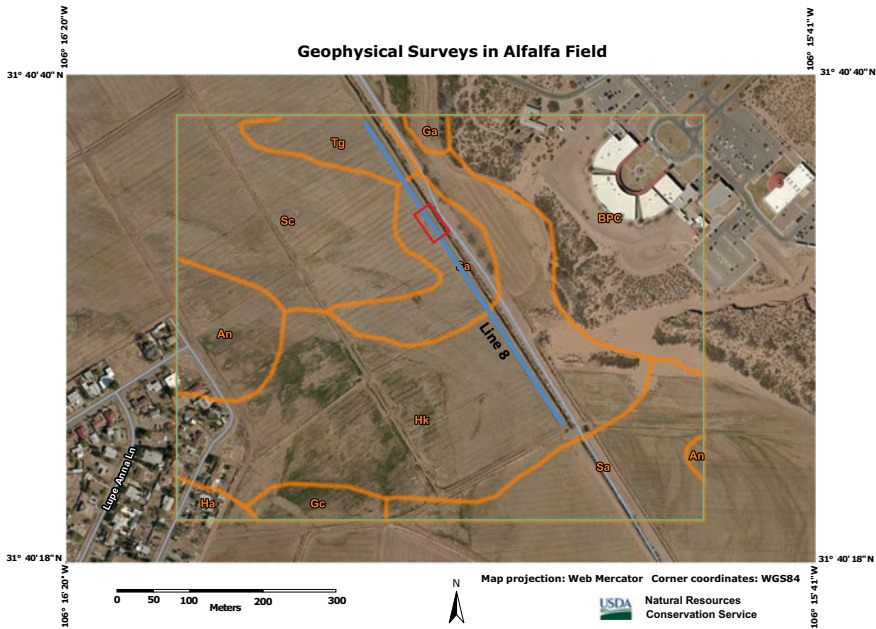 Geophysical Surveys in Alfalfa Field
106° 16'20"W
106° 15'41"W
31° 40'40"N
31° 40'40"N
Ga
Tg
Sc
BPC
Sa
An
Line 8
Hk
An
Sa
Lupe Anna Ln
Ha
Gc
31° 40'18"N
31° 40'18"N
106° 16'20"W
106° 15'41"W
Map projection: Web Mercator Corner coordinates: WGS84
0 50 100 200 300
Meters
N
USDA
Natural Resources
Conservation Service